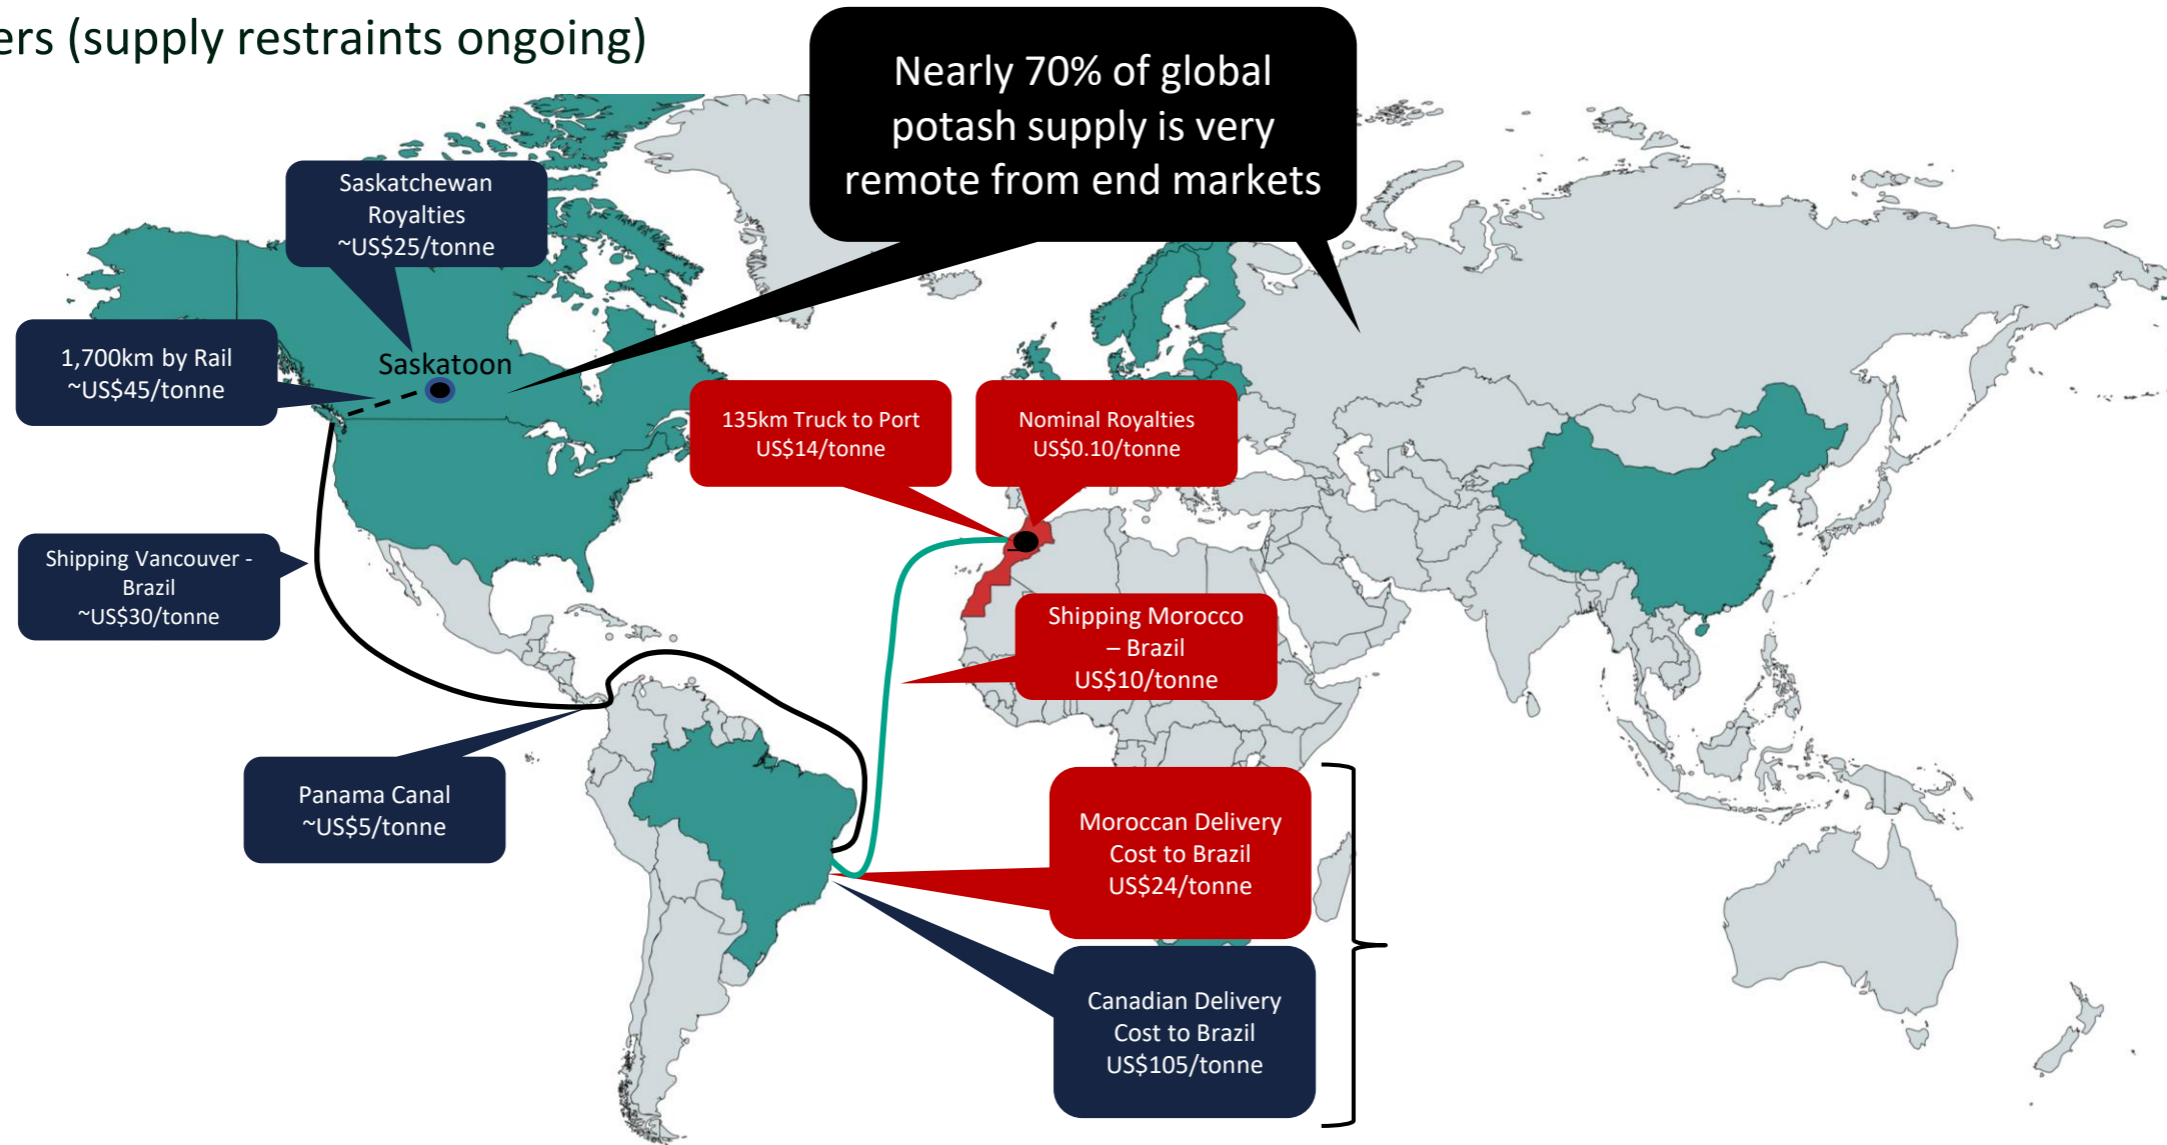 ers (supply restraints ongoing)
Nearly 70% of global
potash supply is very
remote from end markets
Saskatchewan
Royalties
~US$25/tonne
1,700km by Rail
~US$45/tonne
Saskatoon
135km Truck to Port
US$14/tonne
Nominal Royalties
US$0.10/tonne
Shipping Vancouver -
Brazil
~US$30/tonne
Shipping Morocco
– Brazil
US$10/tonne
Panama Canal
~US$5/tonne
Moroccan Delivery
Cost to Brazil
US$24/tonne
Canadian Delivery
Cost to Brazil
US$105/tonne